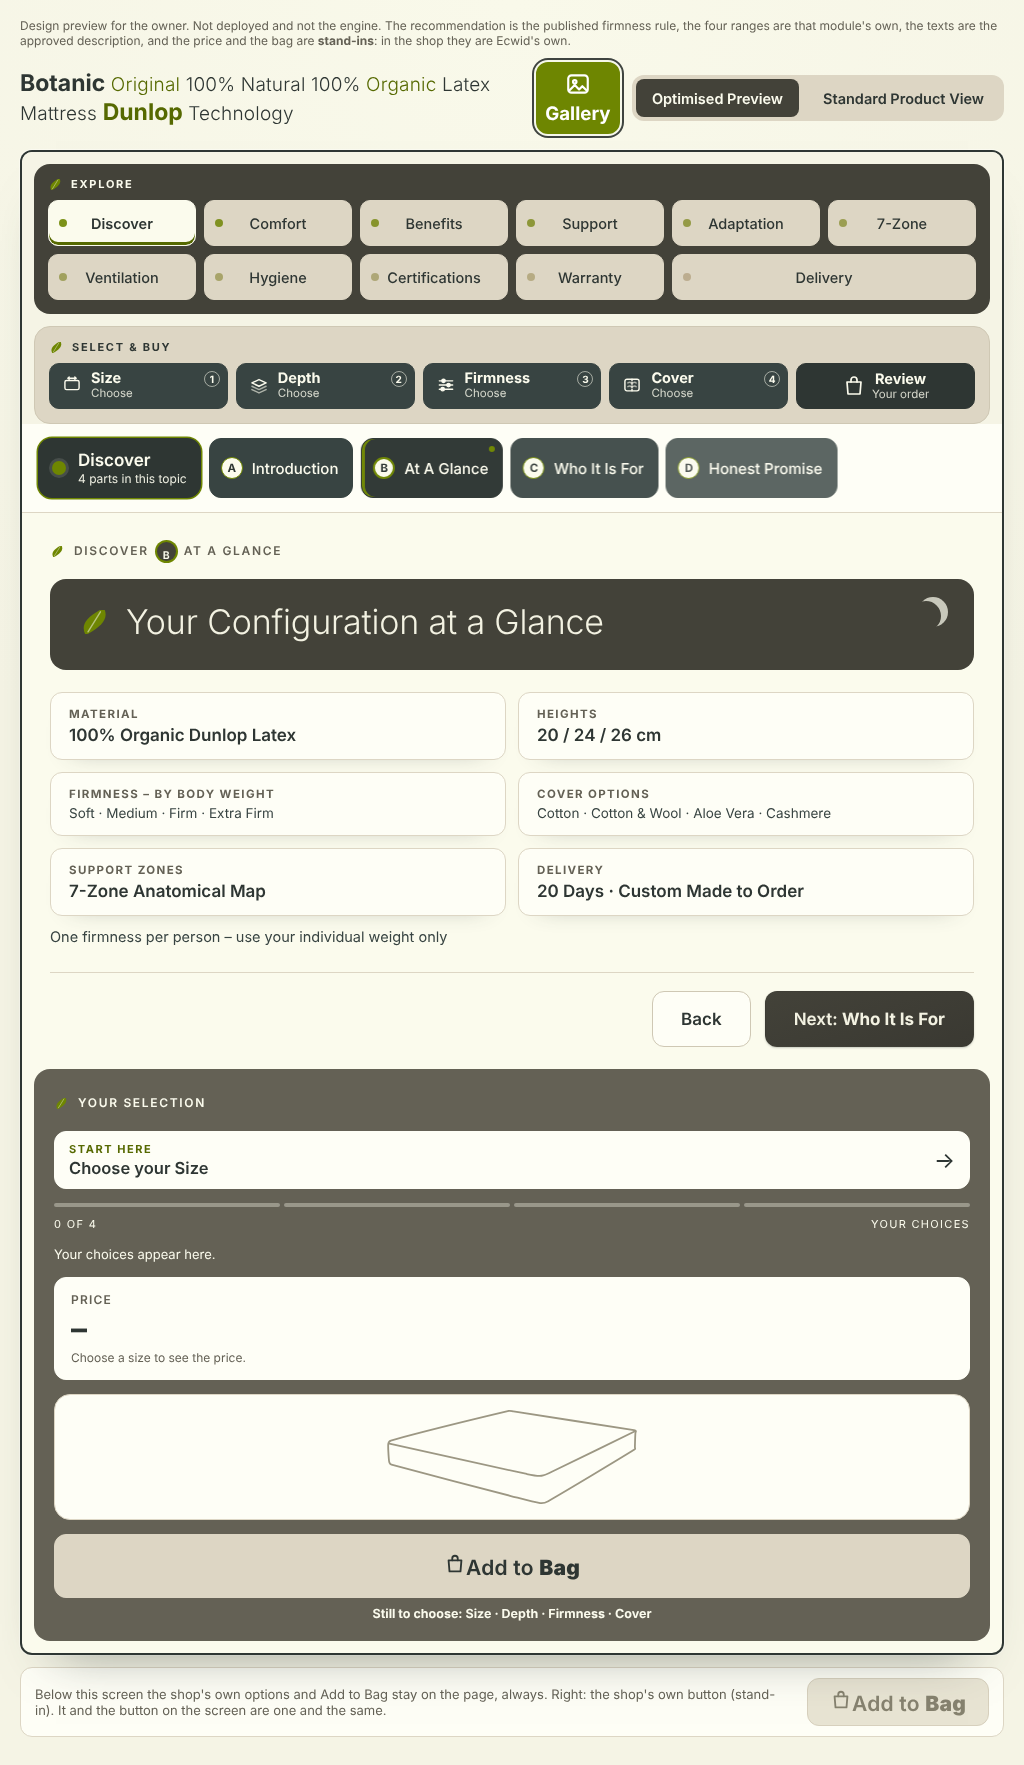 Design preview for the owner. Not deployed and not the engine. The recommendation is the published firmness rule, the four ranges are that module's own, the texts are the
approved description, and the price and the bag are stand-ins: in the shop they are Ecwid's own.
Botanic Original 100% Natural 100% Organic Latex
Mattress Dunlop Technology
Gallery
Optimised Preview
Standard Product View
EXPLORE
Discover
Comfort
Benefits
Support
Adaptation
7-Zone
Ventilation
Hygiene
Certifications
Warranty
Delivery
SELECT & BUY
Size
Choose
1
Depth
Choose
2
Firmness
Choose
3
Cover
Choose
4
Review
Your order
Discover
4 parts in this topic
A Introduction
B At A Glance
C Who It Is For
D Honest Promise
DISCOVER B AT A GLANCE
Your Configuration at a Glance
MATERIAL
100% Organic Dunlop Latex
HEIGHTS
20 / 24 / 26 cm
FIRMNESS – BY BODY WEIGHT
Soft · Medium · Firm · Extra Firm
COVER OPTIONS
Cotton · Cotton & Wool · Aloe Vera · Cashmere
SUPPORT ZONES
7-Zone Anatomical Map
DELIVERY
20 Days · Custom Made to Order
One firmness per person – use your individual weight only
Back
Next: Who It Is For
YOUR SELECTION
START HERE
Choose your Size
0 OF 4
YOUR CHOICES
Your choices appear here.
PRICE
–
Choose a size to see the price.
Add to Bag
Still to choose: Size · Depth · Firmness · Cover
Below this screen the shop's own options and Add to Bag stay on the page, always. Right: the shop's own button (stand-
in). It and the button on the screen are one and the same.
Add to Bag